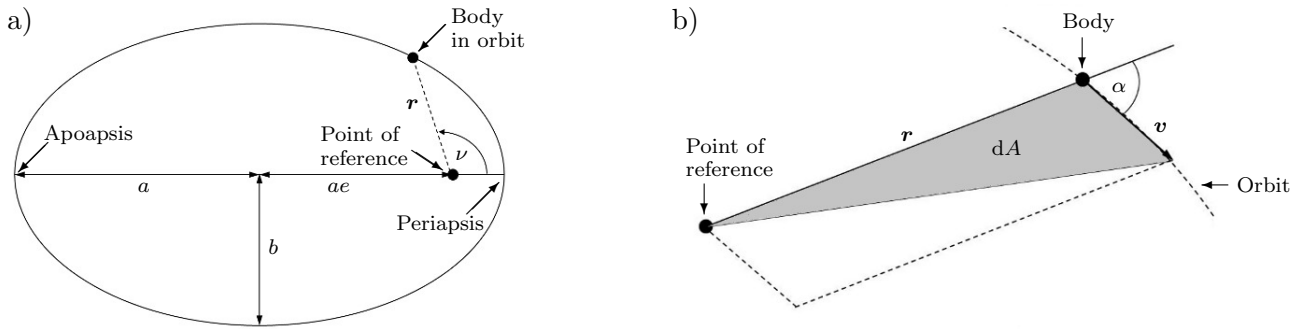 a)
Body
in orbit
r
Apoapsis
Point of
reference
ν
a
ae
Periapsis
b
b)
Body
α
r
v
dA
Point of
reference
Orbit